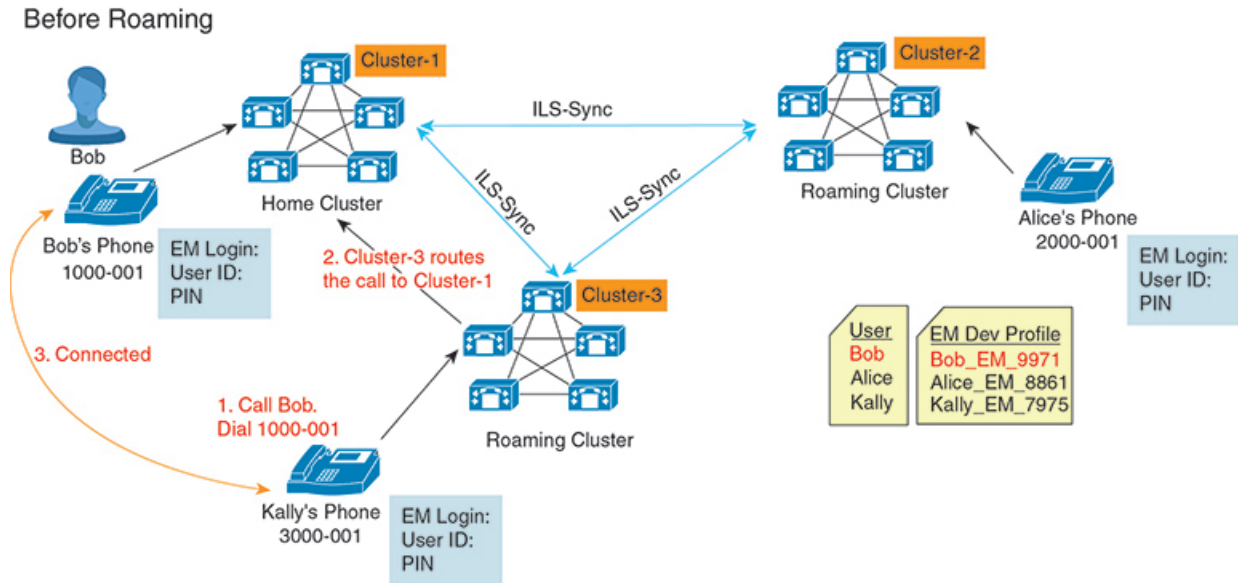 Before Roaming
Cluster-1
Cluster-2
ILS-Sync
Bob
Home Cluster
ILS-Sync
ILS-Sync
Roaming Cluster
Bob's Phone
1000-001
EM Login:
User ID:
PIN
Alice's Phone
2000-001
EM Login:
User ID:
PIN
2. Cluster-3 routes
the call to Cluster-1
Cluster-3
3. Connected
1. Call Bob.
Dial 1000-001
Roaming Cluster
User
Bob
Alice
Kally
EM Dev Profile
Bob_EM_9971
Alice_EM_8861
Kally_EM_7975
Kally's Phone
3000-001
EM Login:
User ID:
PIN